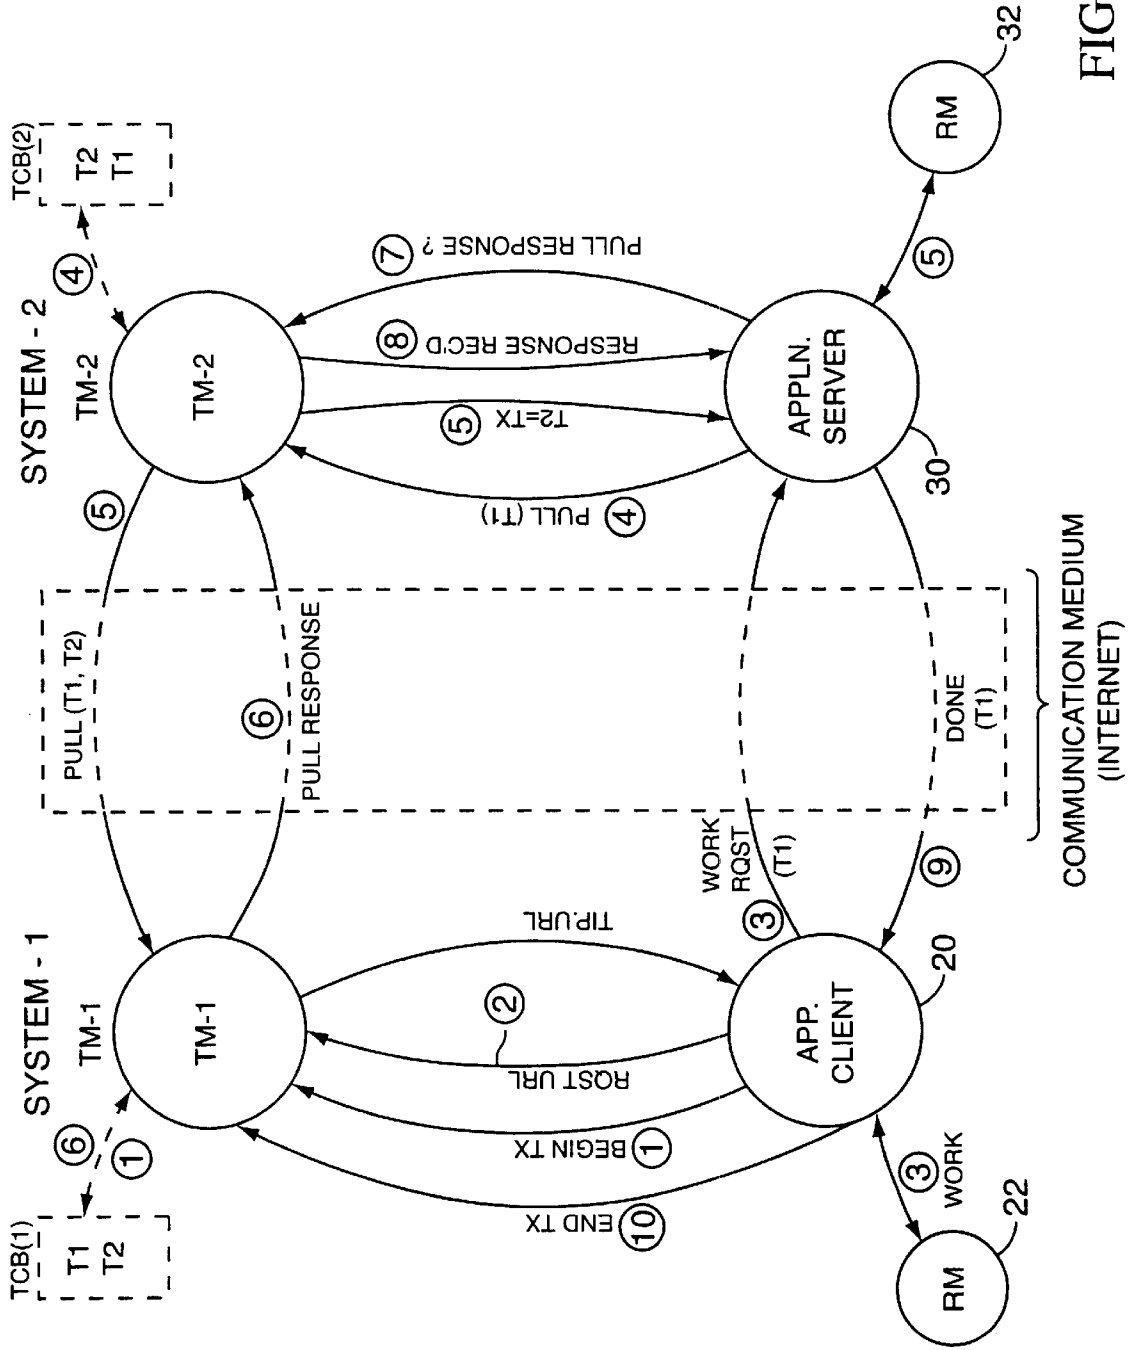 SYSTEM - 1
SYSTEM - 2
TCB(1)
T1
T2
6
1
TM-1
TM-1
PULL (T1, T2)
5
6
PULL RESPONSE
TM-2
TM-2
4
TCB(2)
T2
T1
10
END TX
1
BEGIN TX
RQST URL
2
TIP.URL
PULL (T1)
4
5
T2=TX
8
RESPONSE REC'D
7
PULL RESPONSE ?
RM
22
3
WORK
APP.
CLIENT
20
3
WORK
RQST
(T1)
9
DONE
(T1)
APPLN.
SERVER
30
5
RM
32
COMMUNICATION MEDIUM
(INTERNET)
FIG